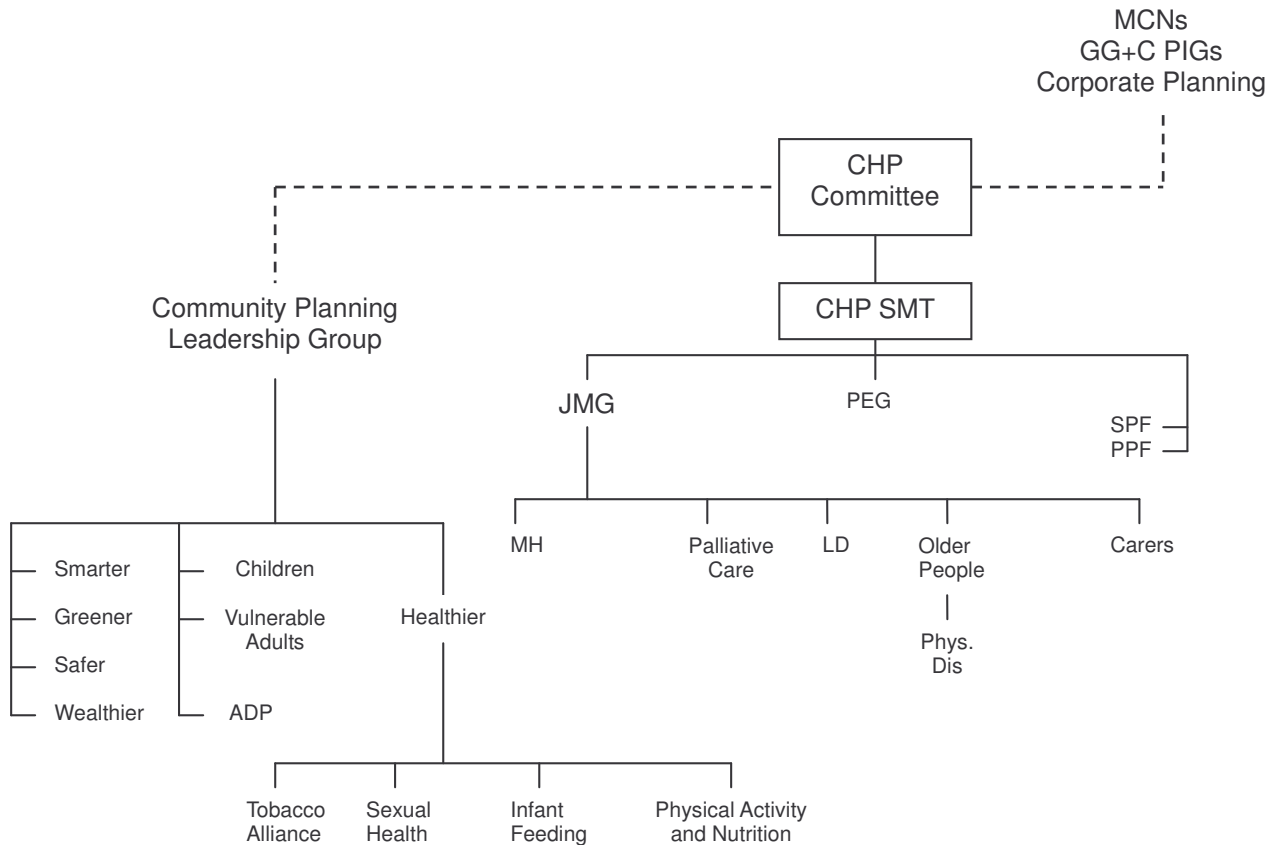 MCNs
GG+C PIGs
Corporate Planning
CHP
Committee
Community Planning
Leadership Group
CHP SMT
JMG
PEG
SPF
PPF
MH
Palliative
Care
LD
Older
People
Carers
Phys.
Dis
Smarter
Greener
Safer
Wealthier
Children
Vulnerable
Adults
ADP
Healthier
Tobacco
Alliance
Sexual
Health
Infant
Feeding
Physical Activity
and Nutrition